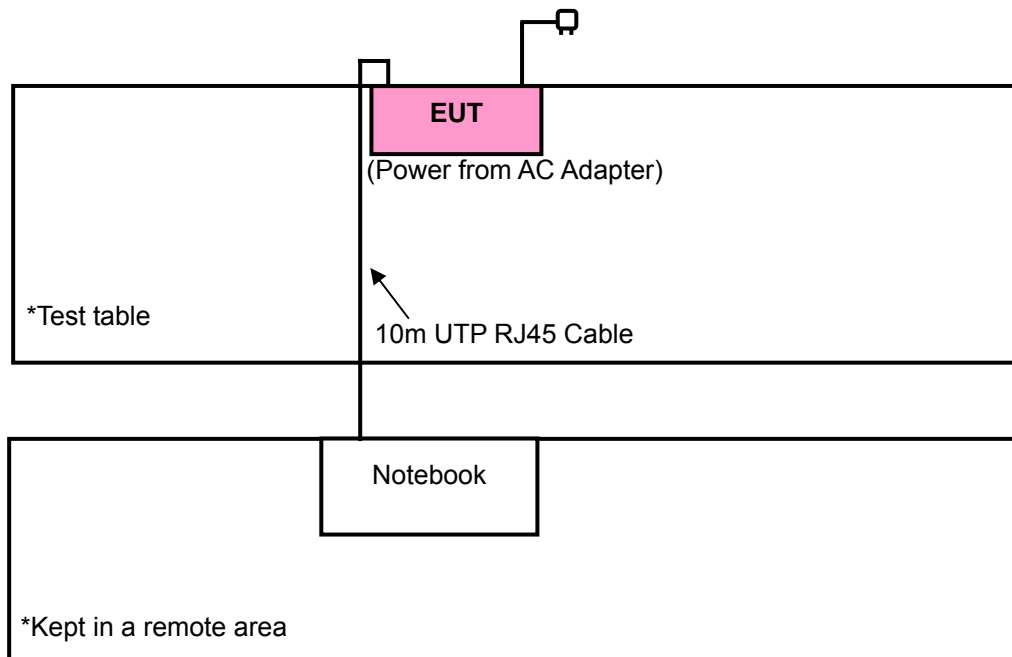 EUT
(Power from AC Adapter)
*Test table
10m UTP RJ45 Cable
Notebook
*Kept in a remote area